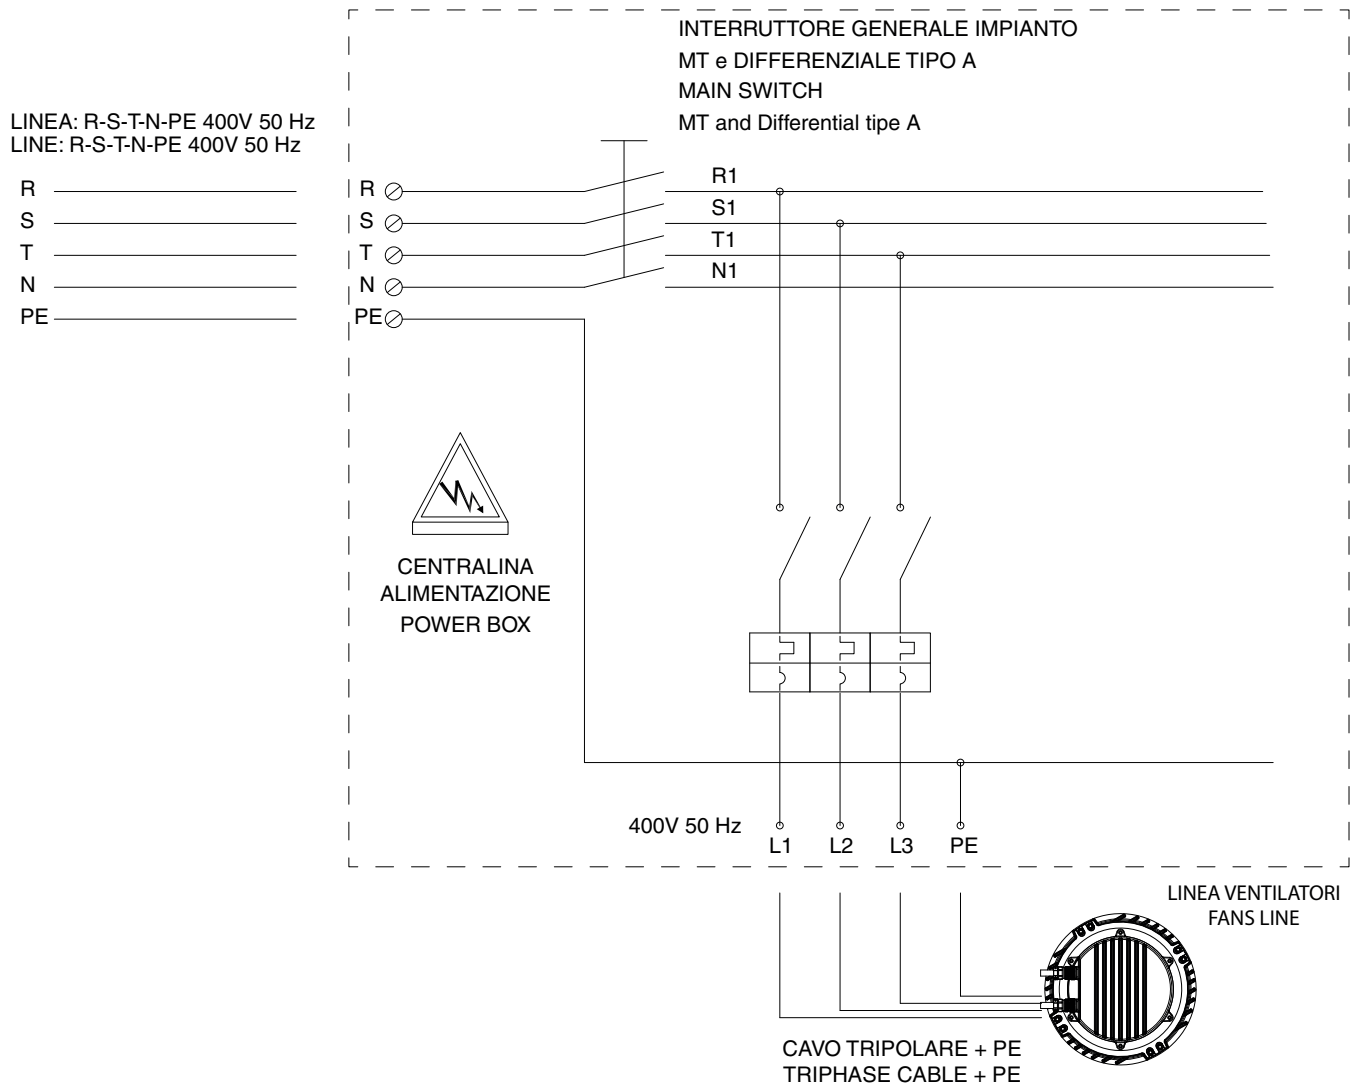 INTERRUTTORE GENERALE IMPIANTO
MT e DIFFERENZIALE TIPO A
MAIN SWITCH
MT and Differential tipe A
LINEA: R-S-T-N-PE 400V 50 Hz
LINE: R-S-T-N-PE 400V 50 Hz
R R R1
S S S1
T T T1
N N N1
PE PE
CENTRALINA
ALIMENTAZIONE
POWER BOX
400V 50 Hz
L1 L2 L3 PE
LINEA VENTILATORI
FANS LINE
CAVO TRIPOLARE + PE
TRIPHASE CABLE + PE